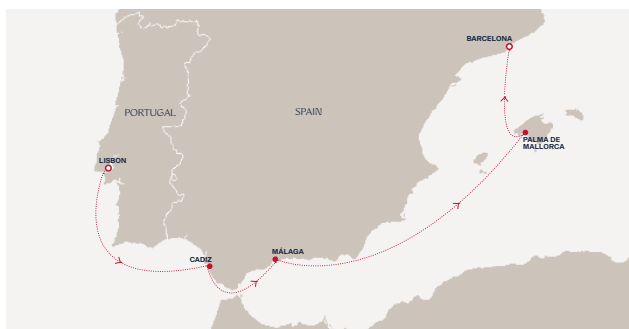 BARCELONA
PORTUGAL
SPAIN
PALMA DE
MALLORCA
LISBON
MÁLAGA
CADIZ